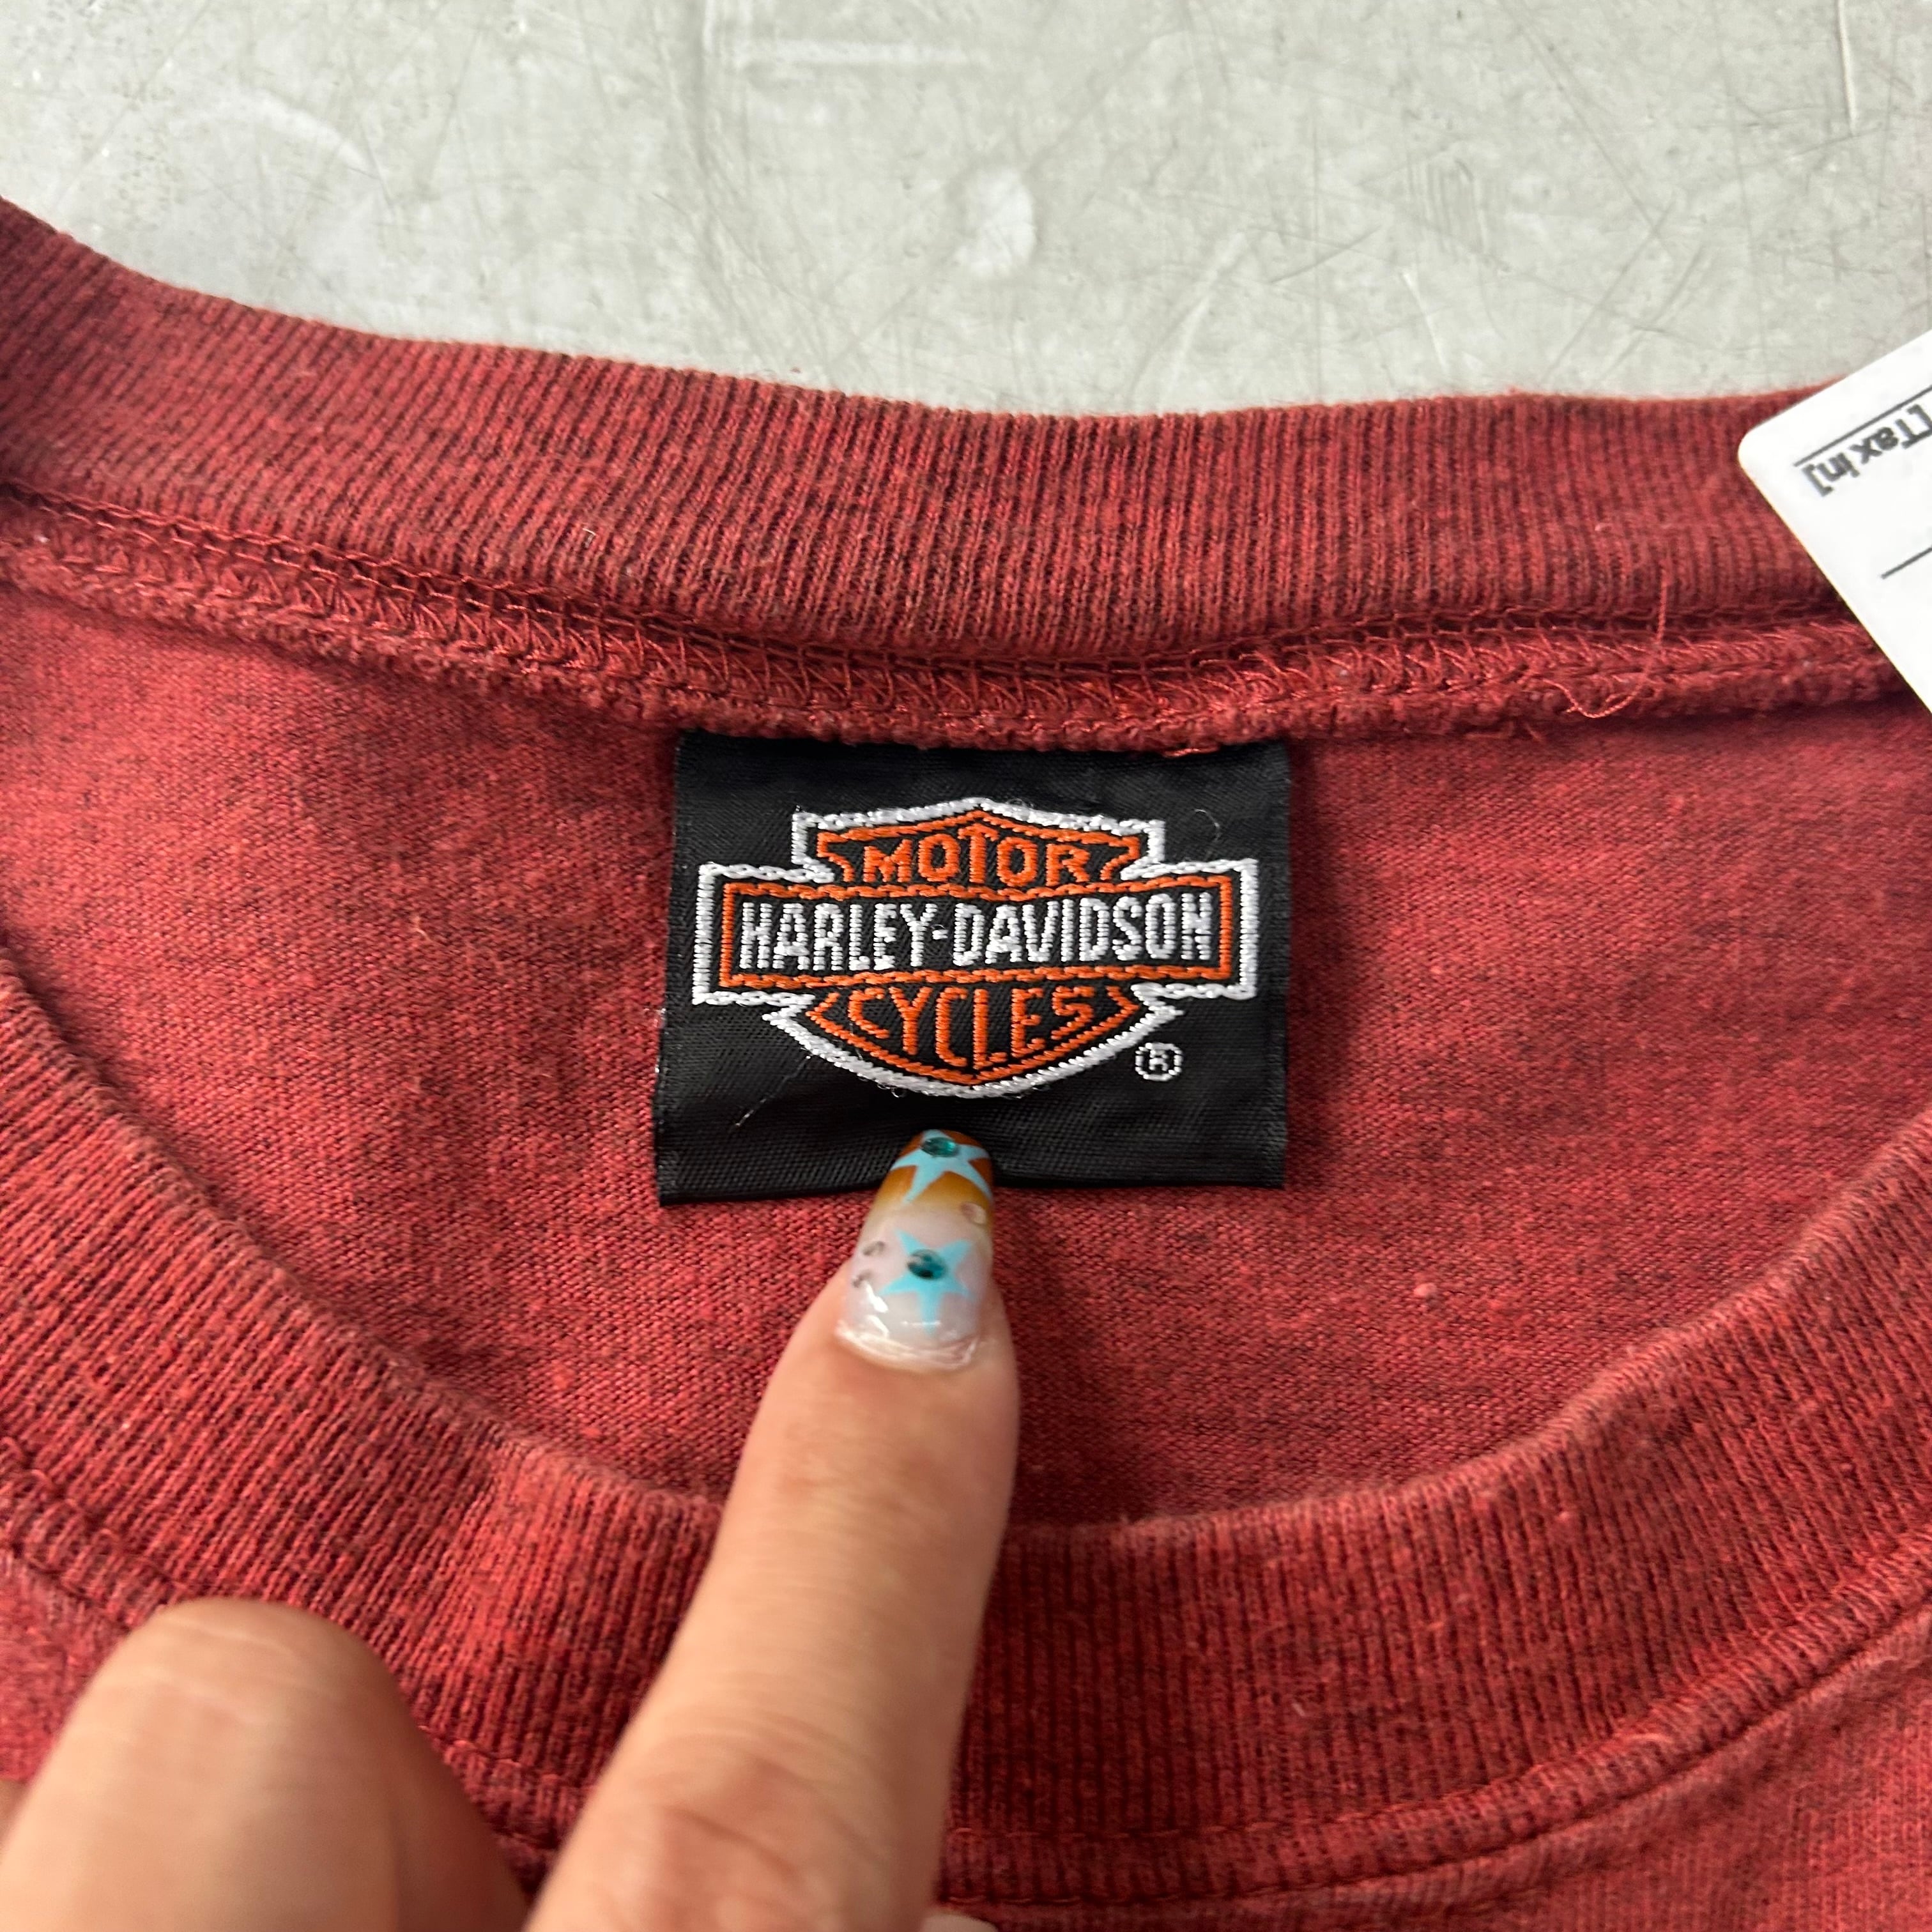 [Tax in]
MOTOR
HARLEY-DAVIDSON
CYCLES
®